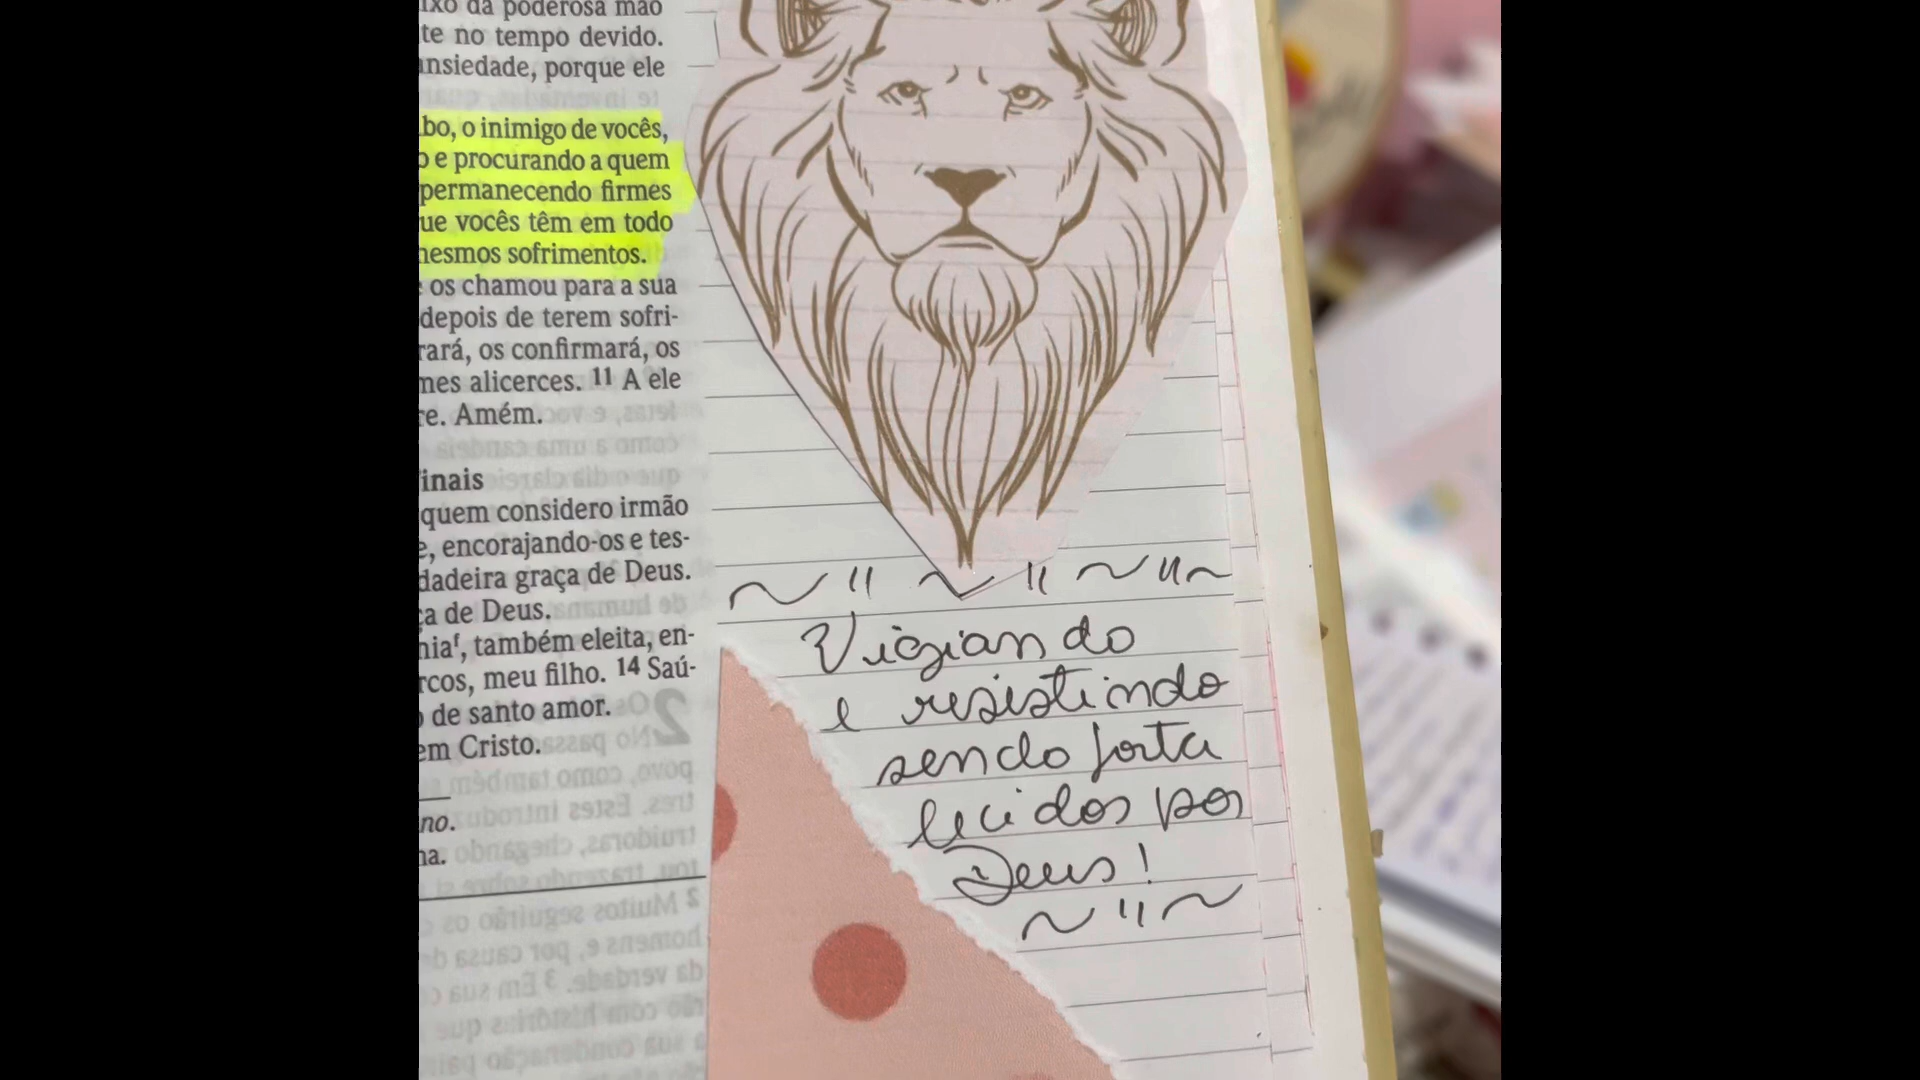 da poderosa mão
te no tempo devido.
ansiedade, porque ele
o inimigo de vocês,
o e procurando a quem
permanecendo firmes
ue vocês têm em todo
mesmos sofrimentos.
os chamou para a sua
depois de terem sofri-
rará, os confirmará, os
mes alicerces. 11 A ele
re. Amém.
inais
quem considero irmão
e, encorajando-os e tes-
dadeira graça de Deus.
ça de Deus.
nia f, também eleita, en-
rcos, meu filho. 14 Saú-
o de santo amor.
em Cristo.
no.
na.
Vigiando
e resistindo
sendo forta
lecidos por
Deus!